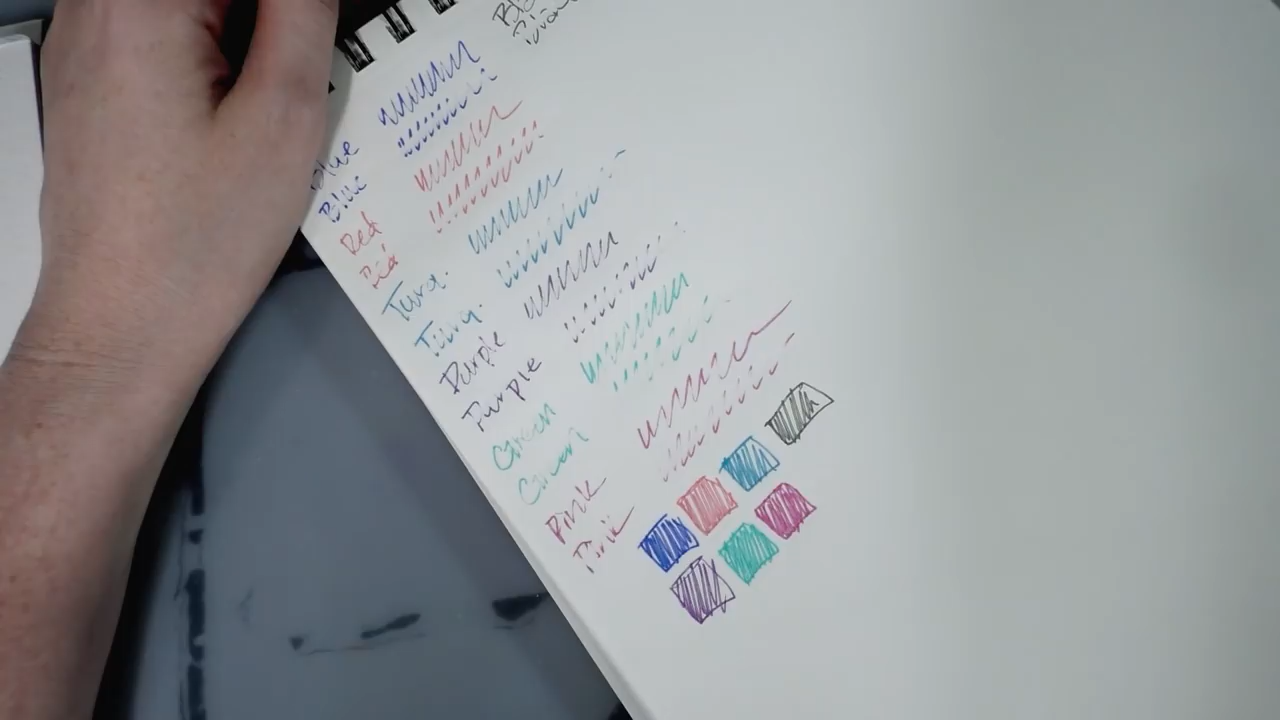 Blue
Blue
Red
Red
Turq.
Turq.
Purple
Purple
Green
Green
Pink
Pink